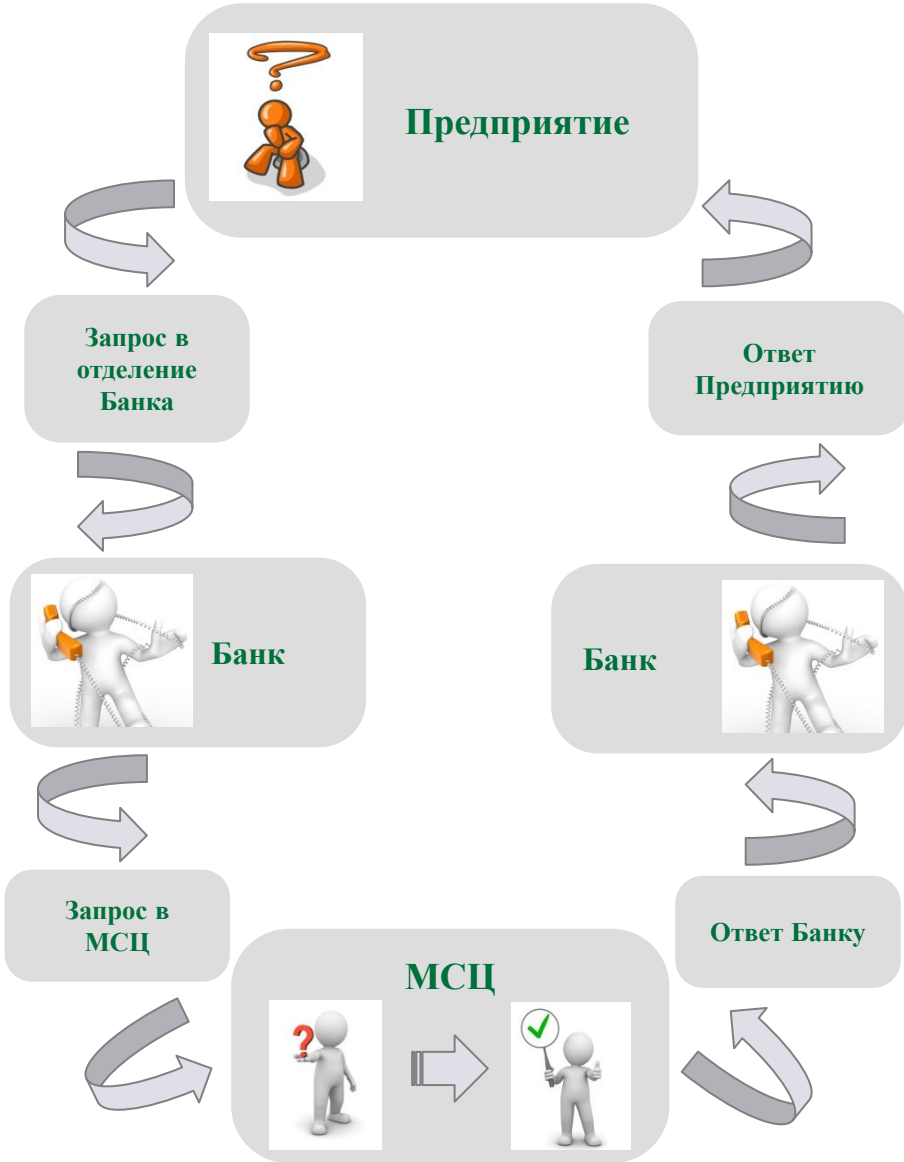 Предприятие
Запрос в
отделение
Банка
Ответ
Предприятию
Банк
Банк
Запрос в
МСЦ
Ответ Банку
МСЦ